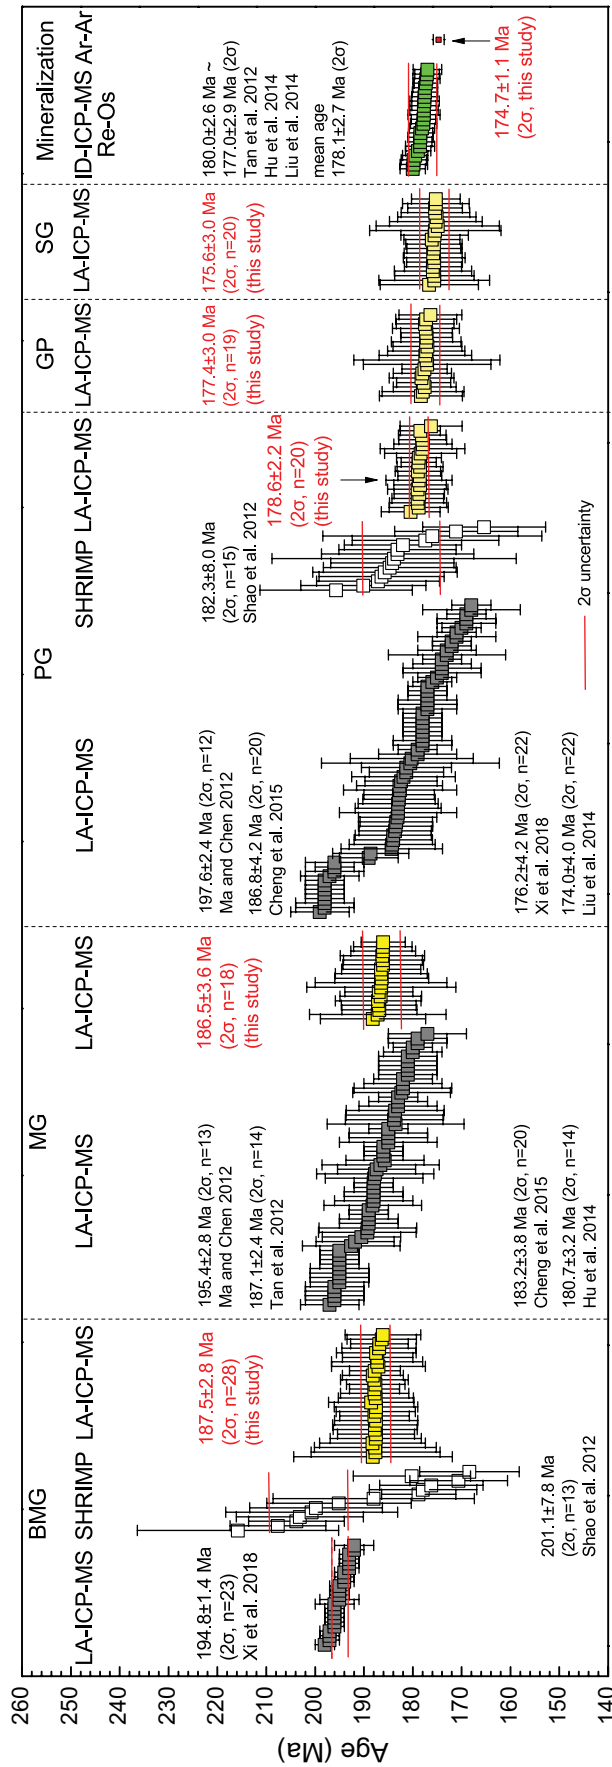 BMG
MG
PG
GP
SG
Mineralization
LA-ICP-MS
SHRIMP
LA-ICP-MS
LA-ICP-MS
LA-ICP-MS
LA-ICP-MS
SHRIMP
LA-ICP-MS
LA-ICP-MS
LA-ICP-MS
ID-ICP-MS Ar-Ar
Re-Os
194.8±1.4 Ma
(2σ, n=23)
Xi et al. 2018
201.1±7.8 Ma
(2σ, n=13)
Shao et al. 2012
187.5±2.8 Ma
(2σ, n=28)
(this study)
195.4±2.8 Ma (2σ, n=13)
Ma and Chen 2012
187.1±2.4 Ma (2σ, n=14)
Tan et al. 2012
183.2±3.8 Ma (2σ, n=20)
Cheng et al. 2015
180.7±3.2 Ma (2σ, n=14)
Hu et al. 2014
186.5±3.6 Ma
(2σ, n=18)
(this study)
197.6±2.4 Ma (2σ, n=12)
Ma and Chen 2012
186.8±4.2 Ma (2σ, n=20)
Cheng et al. 2015
176.2±4.2 Ma (2σ, n=22)
Xi et al. 2018
174.0±4.0 Ma (2σ, n=22)
Liu et al. 2014
182.3±8.0 Ma
(2σ, n=15)
Shao et al. 2012
178.6±2.2 Ma
(2σ, n=20)
(this study)
177.4±3.0 Ma
(2σ, n=19)
(this study)
175.6±3.0 Ma
(2σ, n=20)
(this study)
180.0±2.6 Ma ~
177.0±2.9 Ma (2σ)
Tan et al. 2012
Hu et al. 2014
Liu et al. 2014
mean age
178.1±2.7 Ma (2σ)
174.7±1.1 Ma
(2σ, this study)
2σ uncertainty
Age (Ma)
260
250
240
230
220
210
200
190
180
170
160
150
140